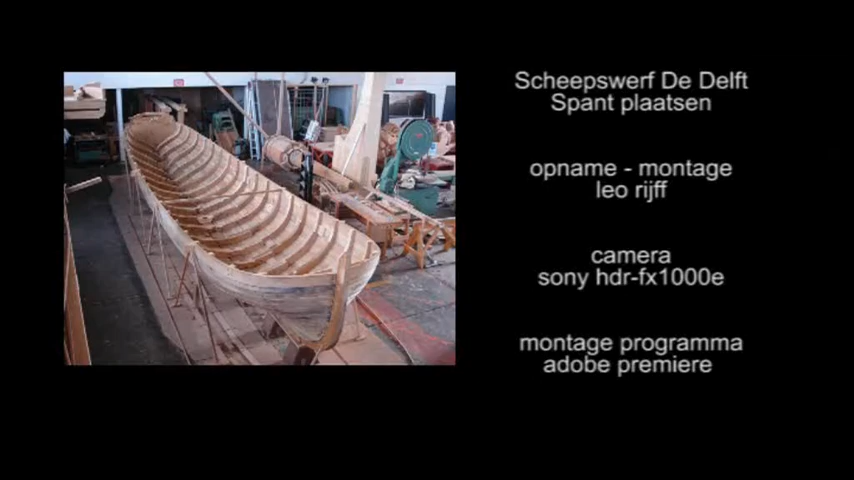 Scheepswerf De Delft
Spant plaatsen
opname - montage
leo rijff
camera
sony hdr-fx1000e
montage programma
adobe premiere